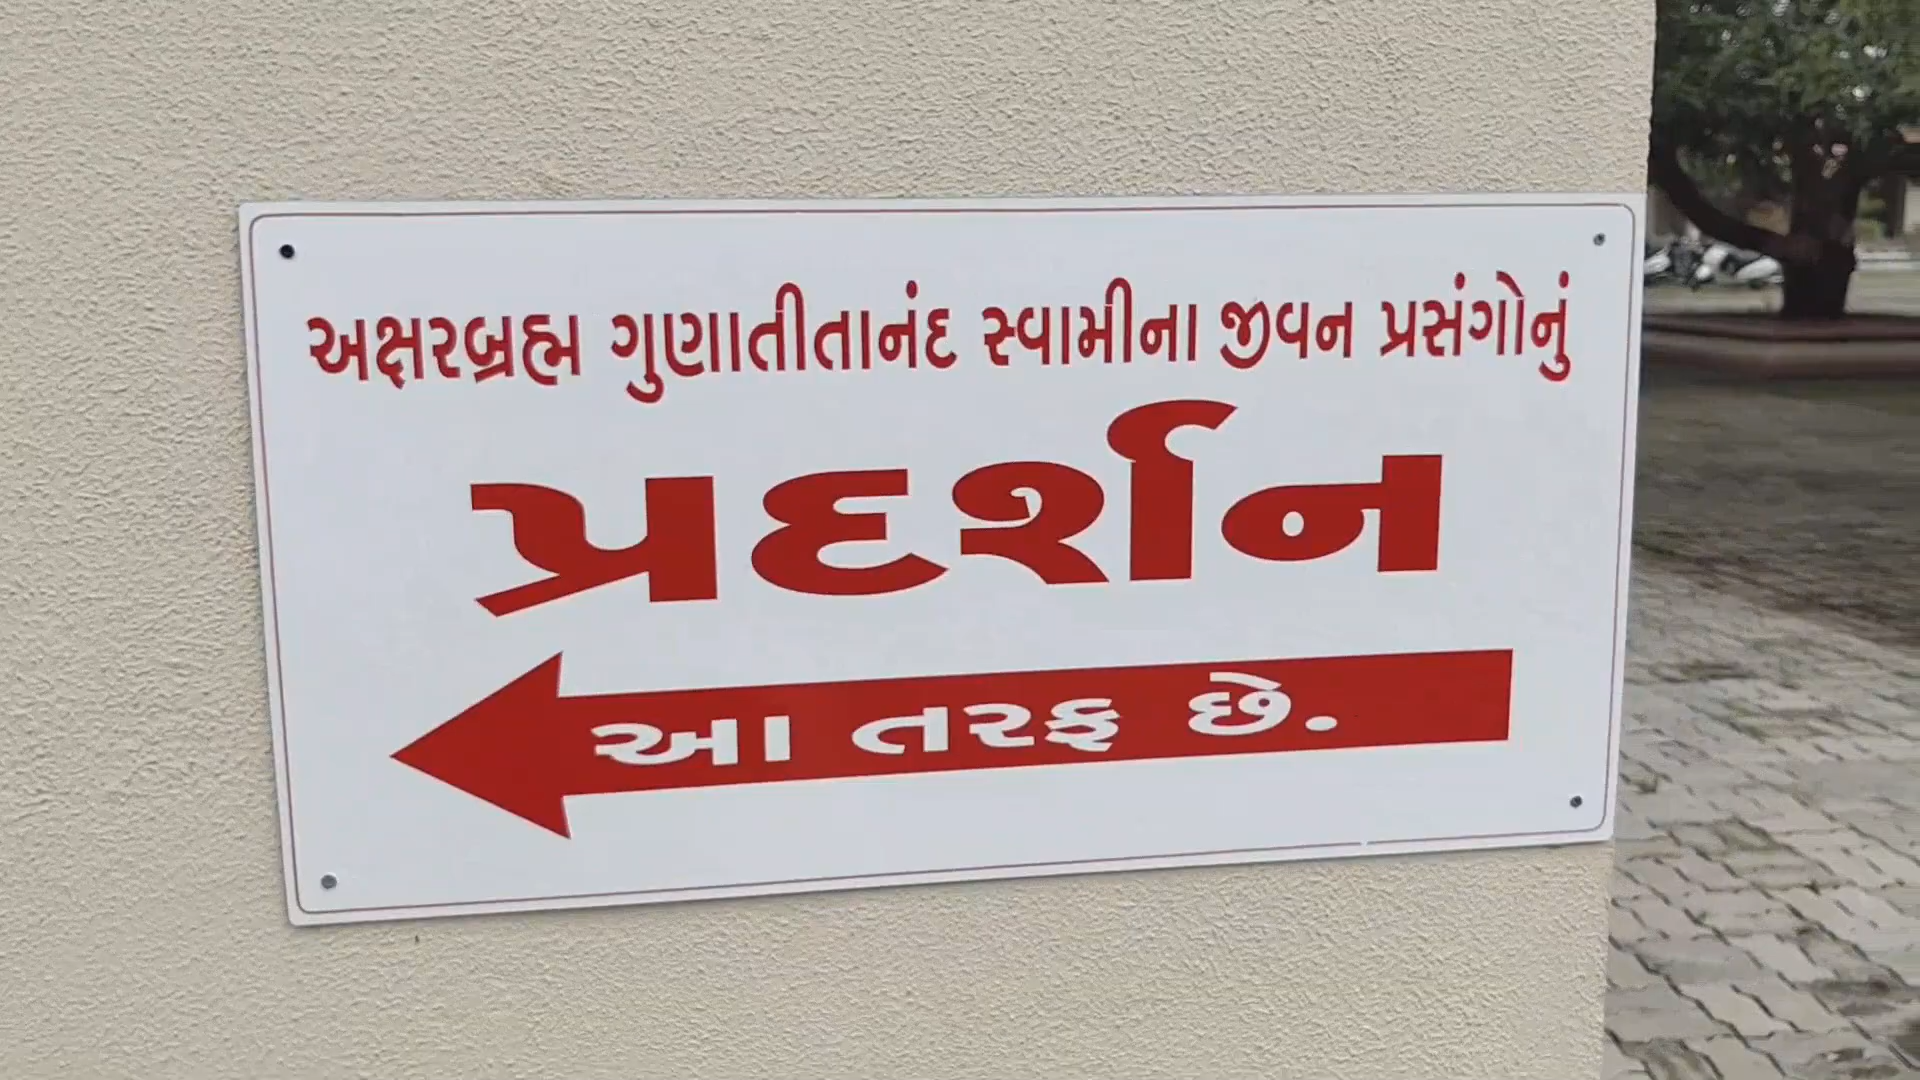 અક્ષરબ્રહ્મ ગુણાતીતાનંદ સ્વામીના જીવન પ્રસંગોનું
પ્રદર્શન
આ તરફ છે.